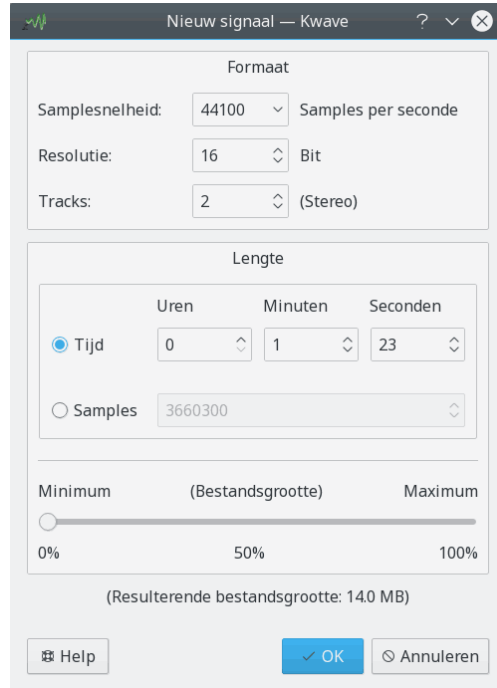 Nieuw signaal — Kwave
Formaat
Samplesnelheid: 44100 Samples per seconde
Resolutie: 16 Bit
Tracks: 2 (Stereo)
Lengte
Uren Minuten Seconden
Tijd 0 1 23
Samples 3660300
Minimum (Bestandsgrootte) Maximum
0% 50% 100%
(Resulterende bestandsgrootte: 14.0 MB)
Help OK Annuleren